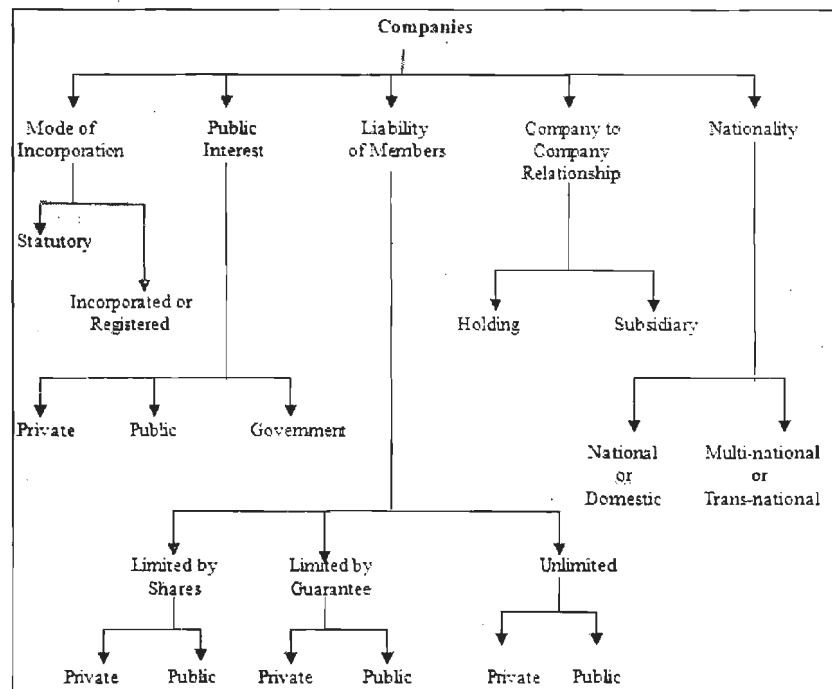 Companies
Mode of
Incorporation
Public
Interest
Liability
of Members
Company to
Company
Relationship
Nationality
Statutory
Incorporated or
Registered
Holding
Subsidiary
Private
Public
Government
National
or
Domestic
Multi-national
or
Trans-national
Limited by
Shares
Limited by
Guarantee
Unlimited
Private
Public
Private
Public
Private
Public